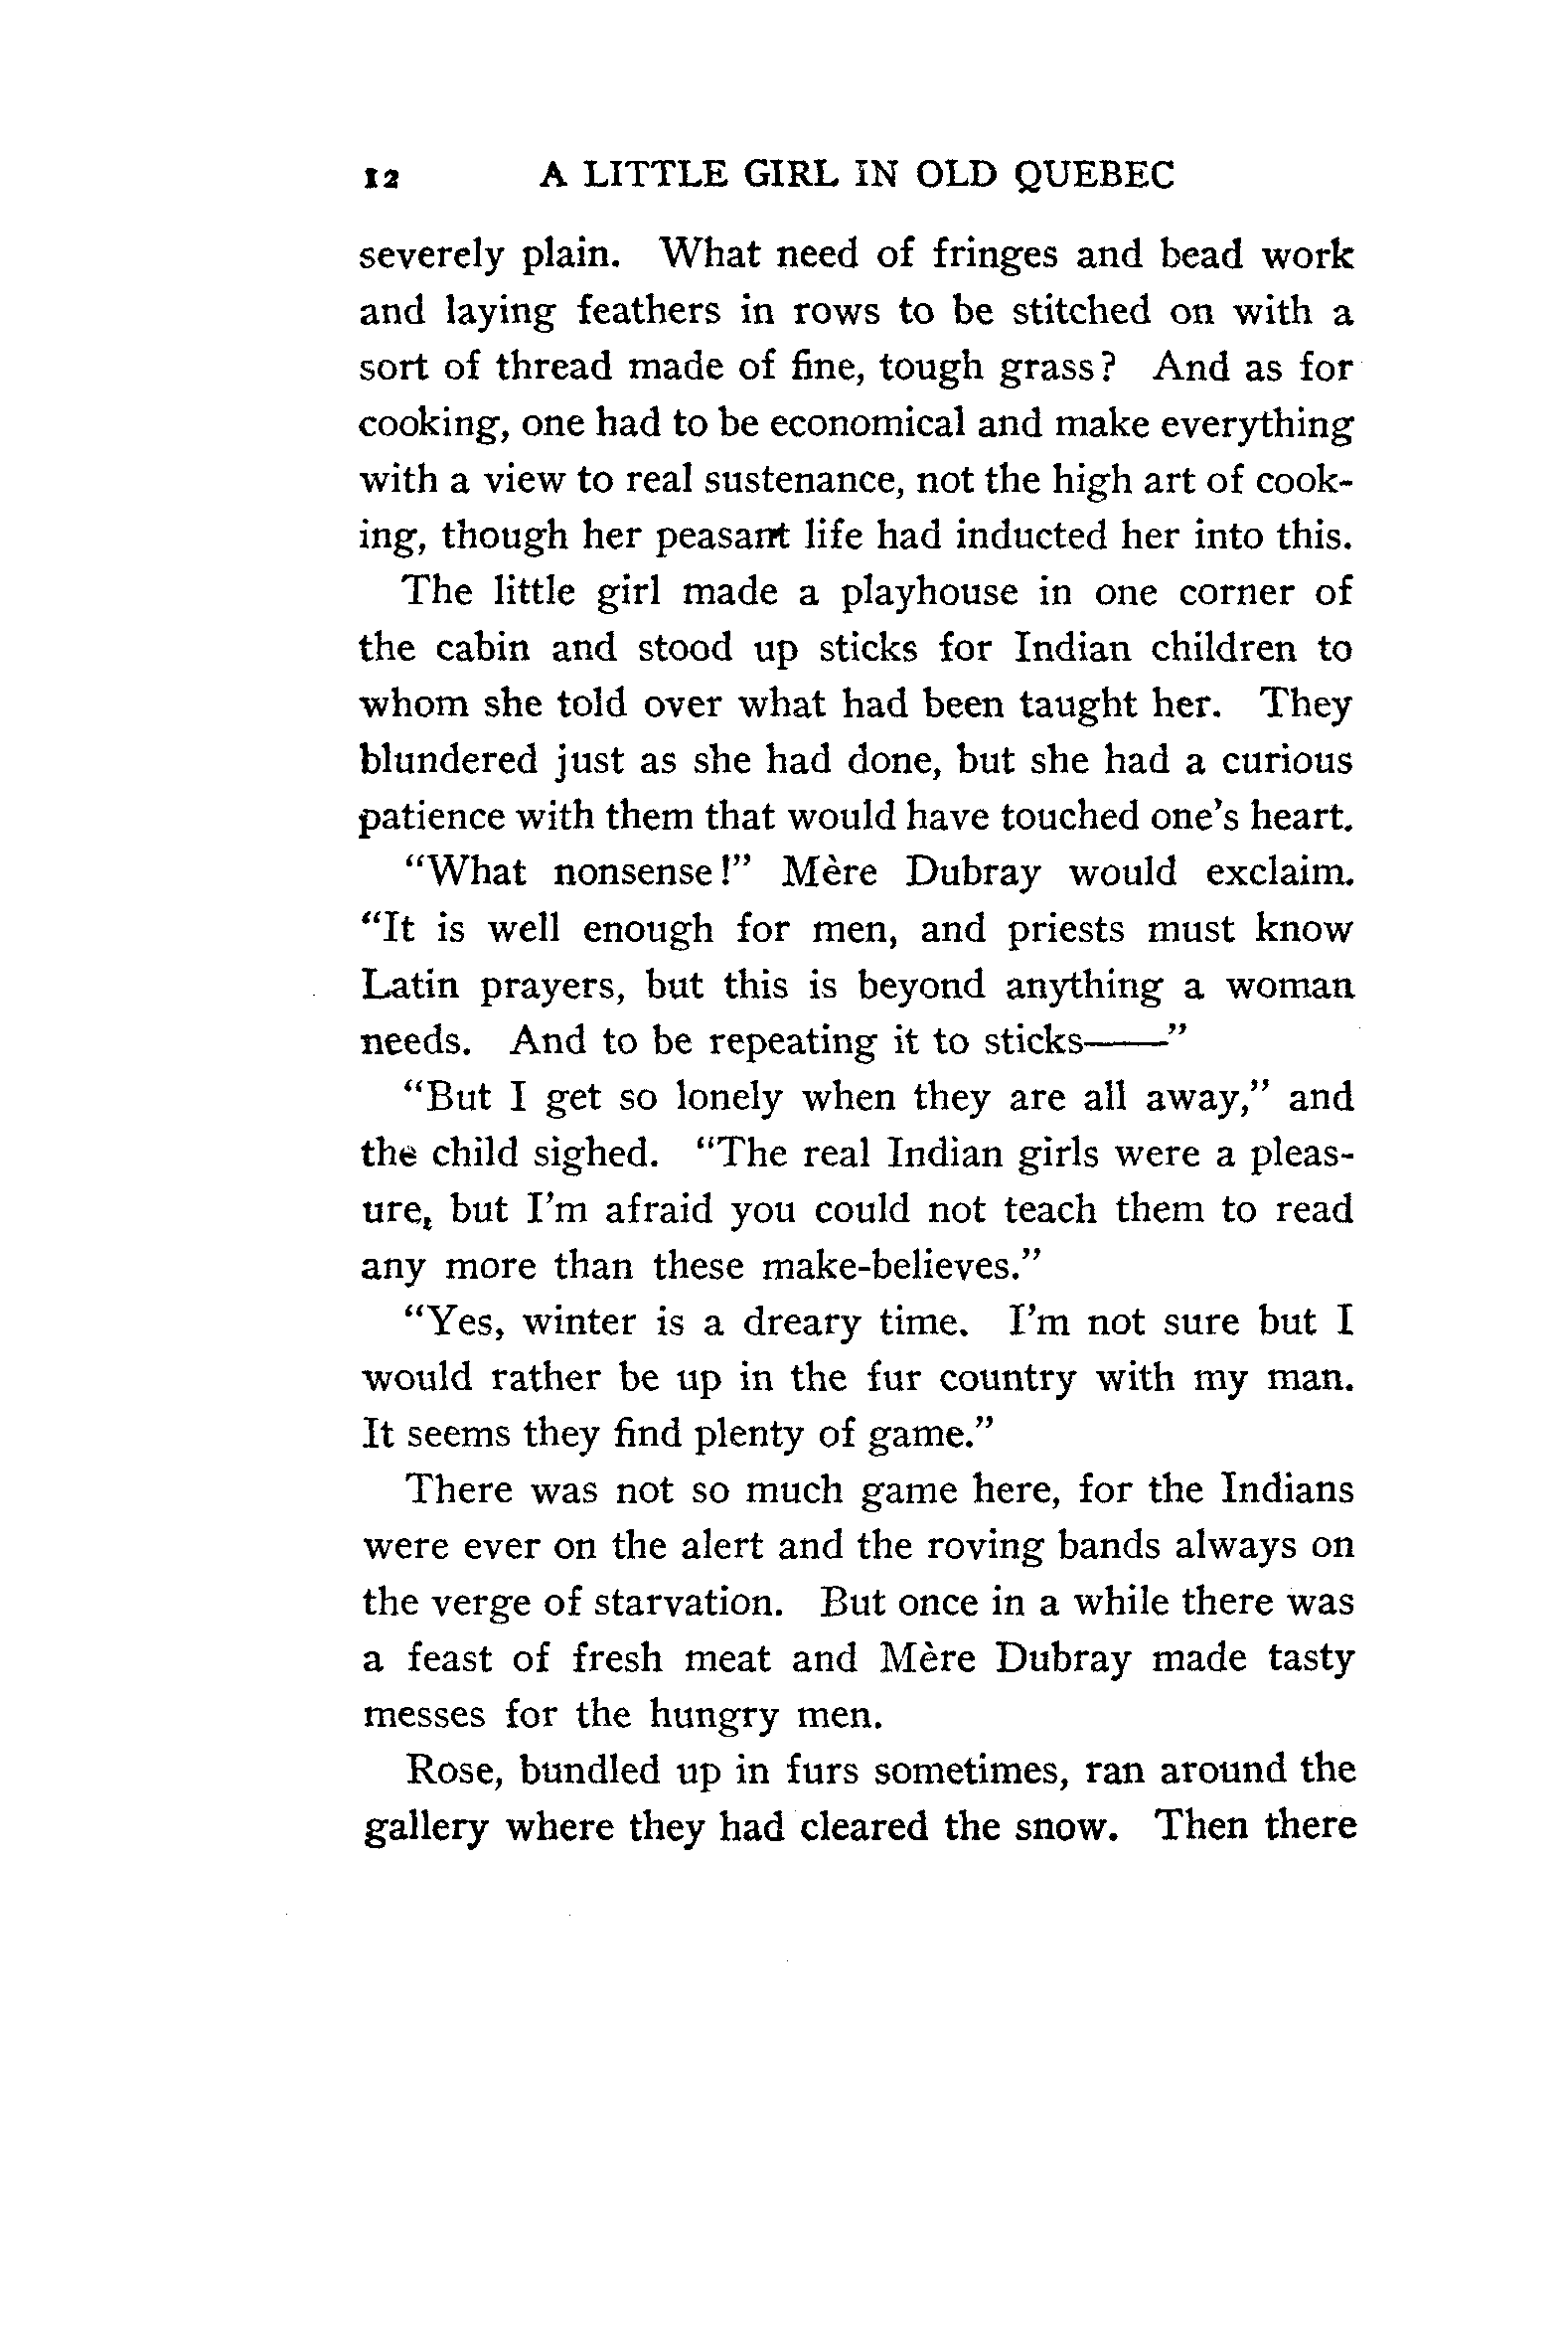 12 A LITTLE GIRL IN OLD QUEBEC
severely plain. What need of fringes and bead work
and laying feathers in rows to be stitched on with a
sort of thread made of fine, tough grass? And as for
cooking, one had to be economical and make everything
with a view to real sustenance, not the high art of cook-
ing, though her peasant life had inducted her into this.
The little girl made a playhouse in one corner of
the cabin and stood up sticks for Indian children to
whom she told over what had been taught her. They
blundered just as she had done, but she had a curious
patience with them that would have touched one's heart.
"What nonsense!" Mère Dubray would exclaim.
"It is well enough for men, and priests must know
Latin prayers, but this is beyond anything a woman
needs. And to be repeating it to sticks——"
"But I get so lonely when they are all away," and
the child sighed. "The real Indian girls were a pleas-
ure, but I'm afraid you could not teach them to read
any more than these make-believes."
"Yes, winter is a dreary time. I'm not sure but I
would rather be up in the fur country with my man.
It seems they find plenty of game."
There was not so much game here, for the Indians
were ever on the alert and the roving bands always on
the verge of starvation. But once in a while there was
a feast of fresh meat and Mère Dubray made tasty
messes for the hungry men.
Rose, bundled up in furs sometimes, ran around the
gallery where they had cleared the snow. Then there